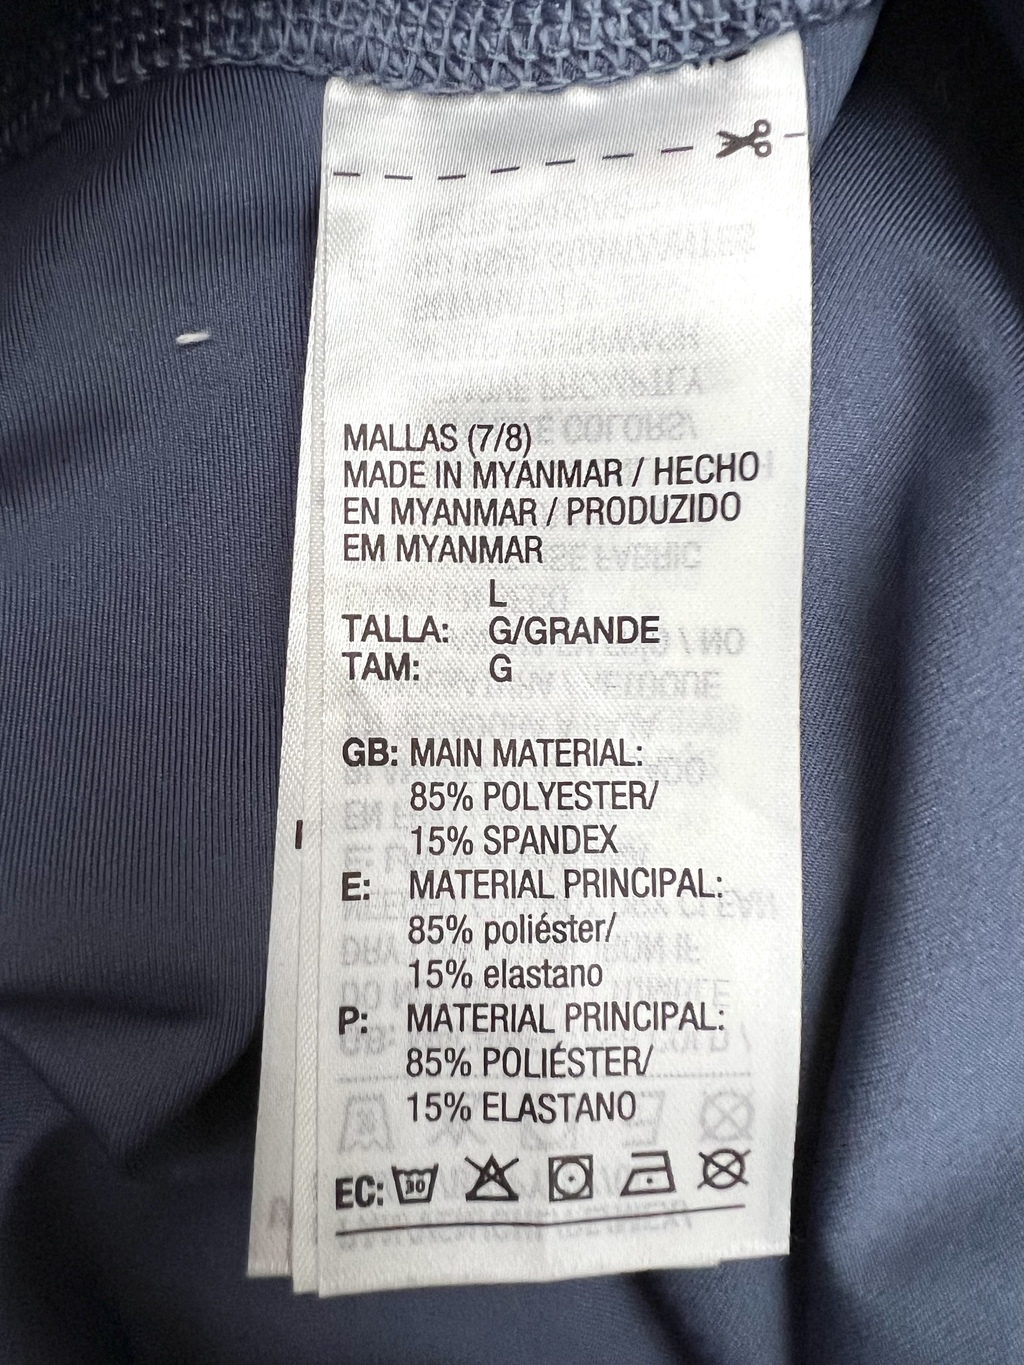 MALLAS (7/8)
MADE IN MYANMAR / HECHO
EN MYANMAR / PRODUZIDO
EM MYANMAR
L
TALLA: G/GRANDE
TAM: G
GB: MAIN MATERIAL:
85% POLYESTER/
15% SPANDEX
E: MATERIAL PRINCIPAL:
85% poliéster/
15% elastano
P: MATERIAL PRINCIPAL:
85% POLIÉSTER/
15% ELASTANO
EC: 30